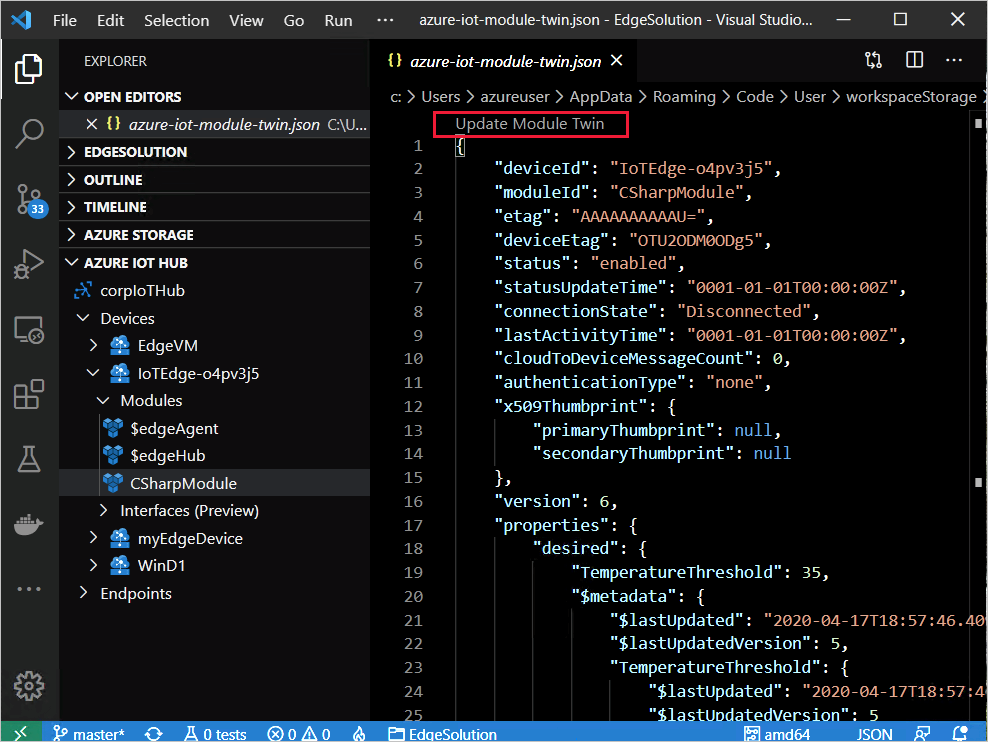 File Edit Selection View Go Run ··· azure-iot-module-twin.json - EdgeSolution - Visual Studio...
EXPLORER
OPEN EDITORS
{} azure-iot-module-twin.json C:\U...
EDGESOLUTION
OUTLINE
TIMELINE
AZURE STORAGE
AZURE IOT HUB
corpIoTHub
Devices
EdgeVM
IoTEdge-o4pv3j5
Modules
$edgeAgent
$edgeHub
CSharpModule
Interfaces (Preview)
myEdgeDevice
WinD1
Endpoints
33
{} azure-iot-module-twin.json
c: > Users > azureuser > AppData > Roaming > Code > User > workspaceStorage >
Update Module Twin
1 {
2 "deviceId": "IoTEdge-o4pv3j5",
3 "moduleId": "CSharpModule",
4 "etag": "AAAAAAAAAAU=",
5 "deviceEtag": "OTU2ODM0ODg5",
6 "status": "enabled",
7 "statusUpdateTime": "0001-01-01T00:00:00Z",
8 "connectionState": "Disconnected",
9 "lastActivityTime": "0001-01-01T00:00:00Z",
10 "cloudToDeviceMessageCount": 0,
11 "authenticationType": "none",
12 "x509Thumbprint": {
13 "primaryThumbprint": null,
14 "secondaryThumbprint": null
15 },
16 "version": 6,
17 "properties": {
18 "desired": {
19 "TemperatureThreshold": 35,
20 "$metadata": {
21 "$lastUpdated": "2020-04-17T18:57:46.409
22 "$lastUpdatedVersion": 5,
23 "TemperatureThreshold": {
24 "$lastUpdated": "2020-04-17T18:57:4
25 "$lastUpdatedVersion": 5
master* 0 tests 0 0 EdgeSolution amd64 JSON